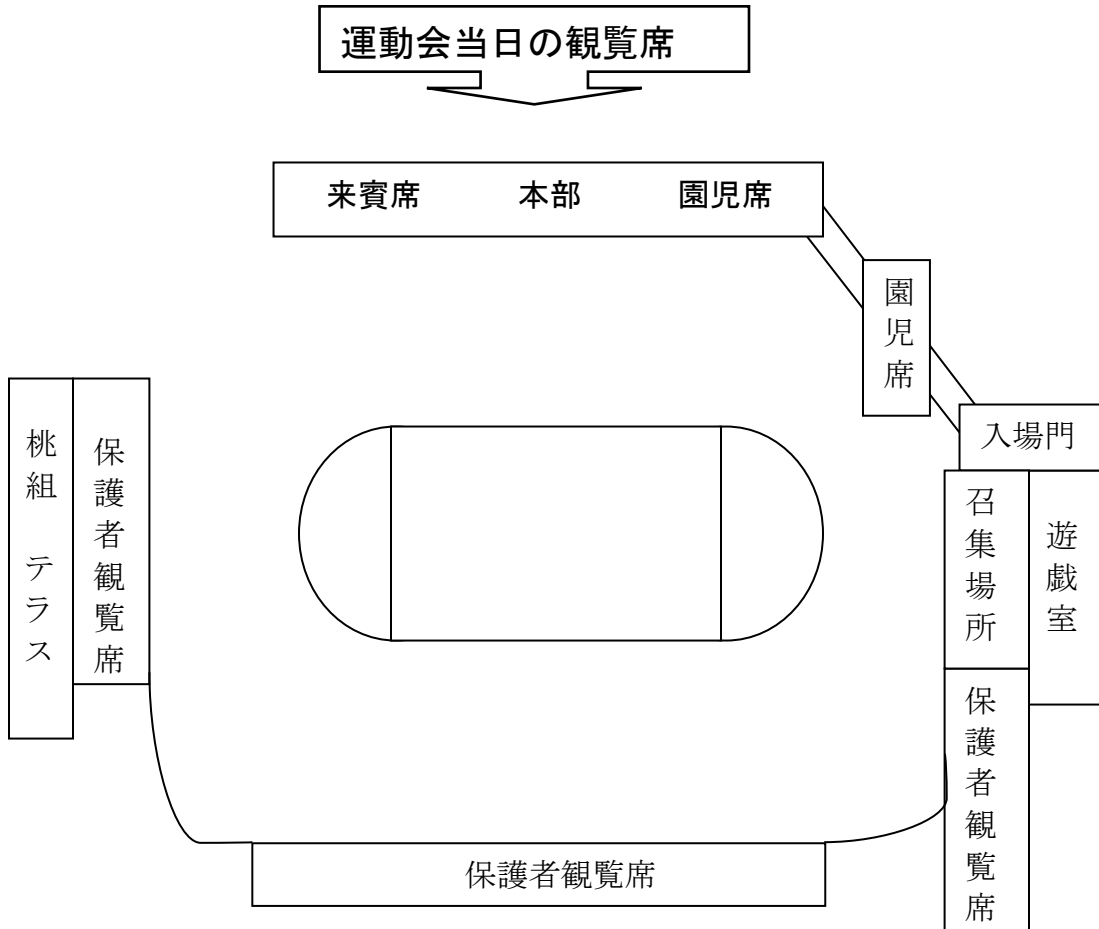 運動会当日の観覧席
来賓席 本部 園児席
園児席
入場門
桃組 テラス
保護者観覧席
召集場所
遊戯室
保護者観覧席
保護者観覧席